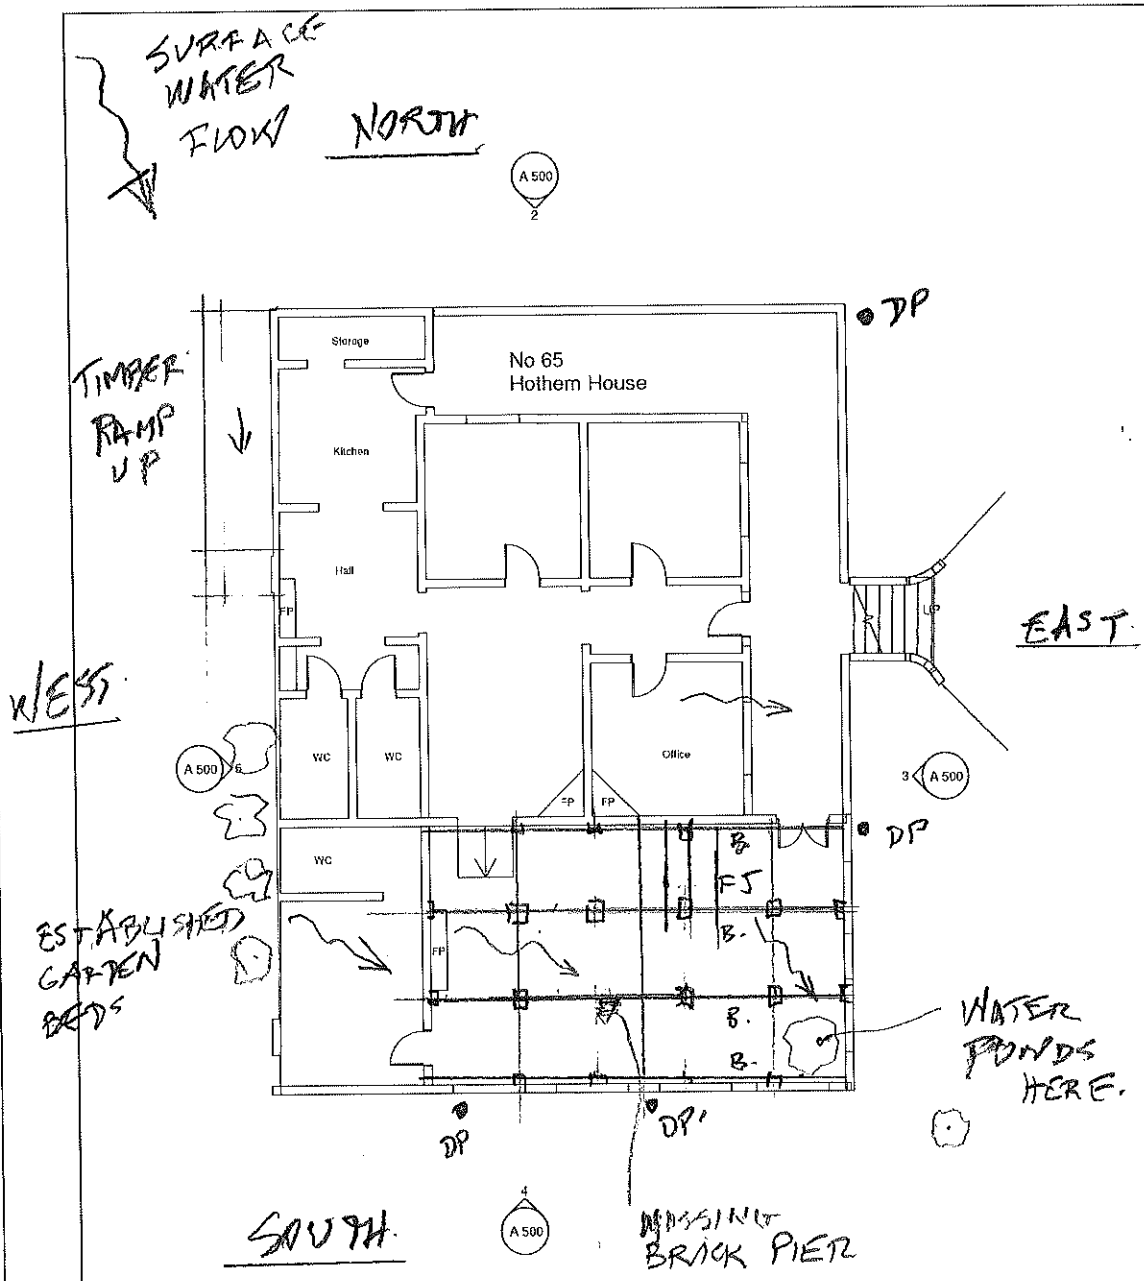 SURFACE
WATER
FLOW
NORTH
A 500
2
DP
Storage
No 65
Hothem House
TIMBER
RAMP
UP
Kitchen
Hall
FP
UP
EAST.
WEST.
A 500
6
WC
WC
Office
3
A 500
FP
FP
DP
WC
B.
FJ
B.
ESTABLISHED
GARDEN
BEDS
FP
B.
B.
WATER
PONDS
HERE.
DP
DP
4
A 500
SOUTH.
MISSING
BRICK PIER